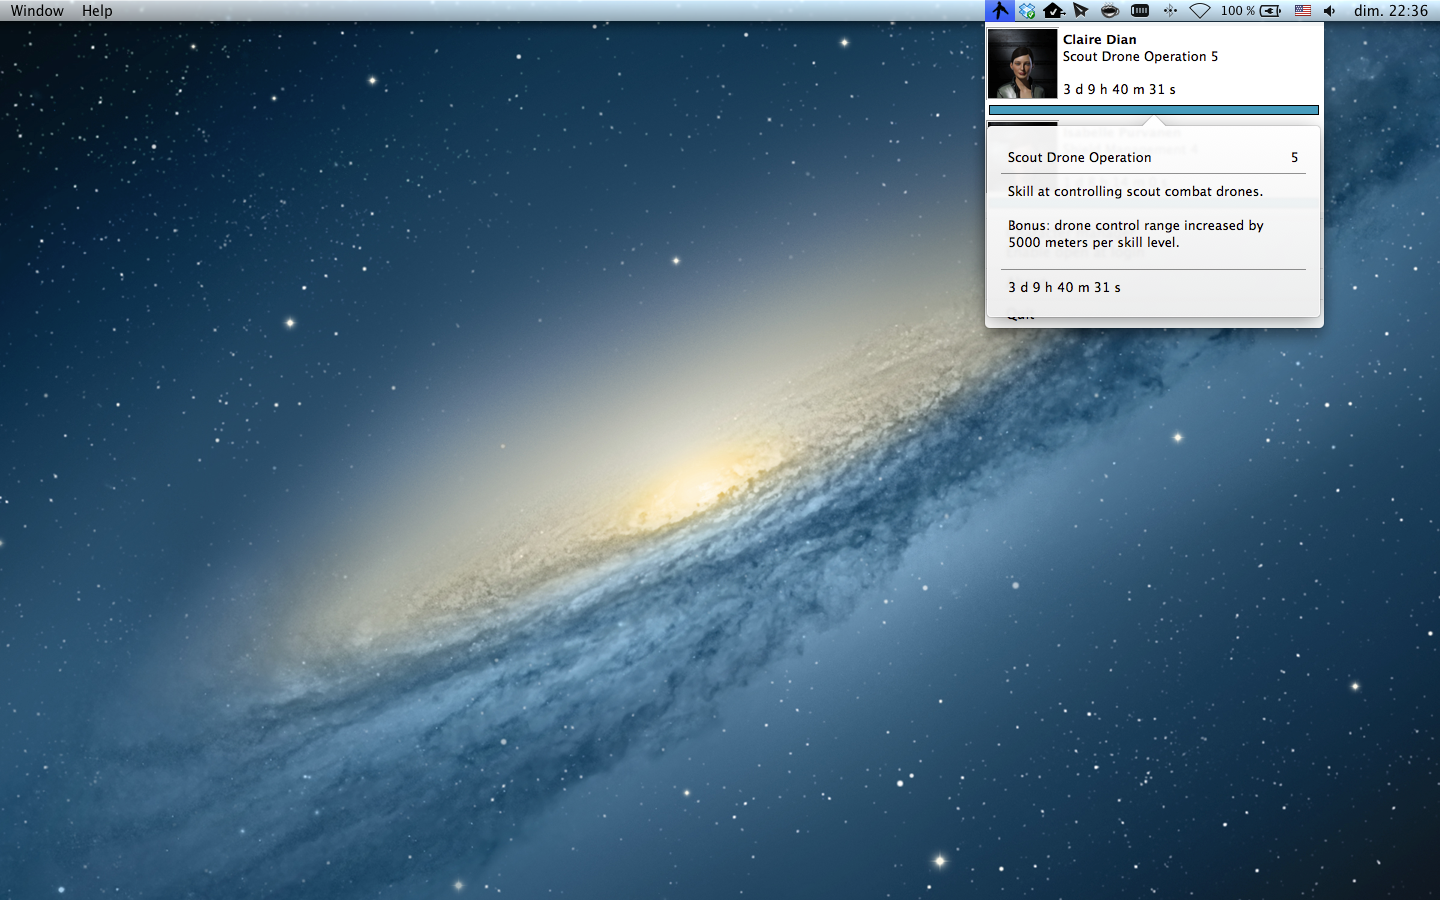 Window Help 100 % dim. 22:36
Claire Dian
Scout Drone Operation 5
3 d 9 h 40 m 31 s
Scout Drone Operation 5
Skill at controlling scout combat drones.
Bonus: drone control range increased by
5000 meters per skill level.
3 d 9 h 40 m 31 s
Quit